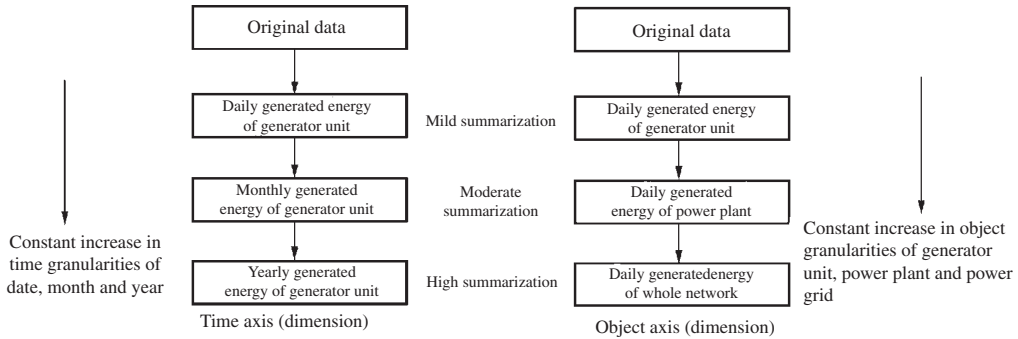 Original data
Daily generated energy
of generator unit
Monthly generated
energy of generator unit
Yearly generated
energy of generator unit
Time axis (dimension)
Constant increase in
time granularities of
date, month and year
Mild summarization
Moderate
summarization
High summarization
Original data
Daily generated energy
of generator unit
Daily generated
energy of power plant
Daily generatedenergy
of whole network
Object axis (dimension)
Constant increase in object
granularities of generator
unit, power plant and power
grid